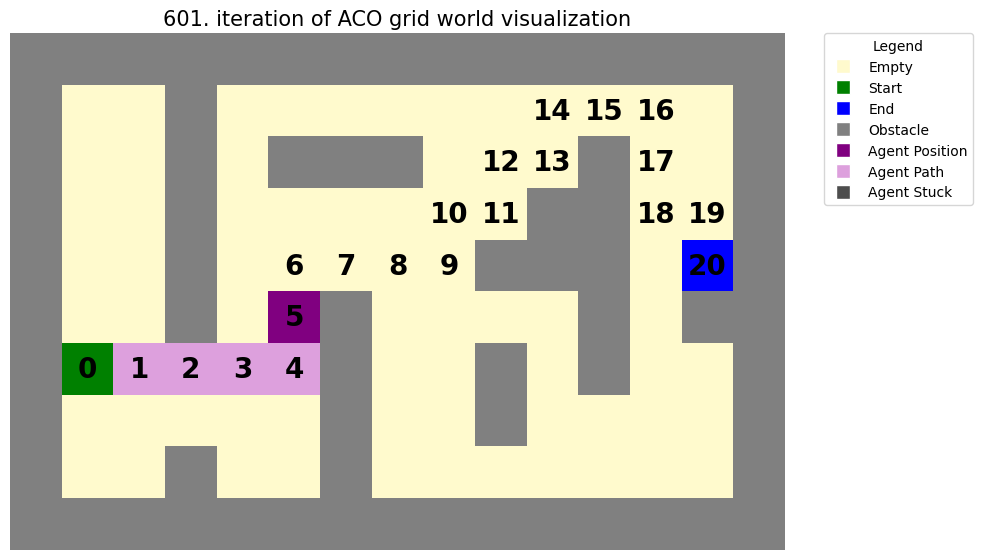 601. iteration of ACO grid world visualization
Legend
Empty
Start
End
Obstacle
Agent Position
Agent Path
Agent Stuck
14 15 16
12 13 17
10 11 18 19
6 7 8 9 20
5
0 1 2 3 4